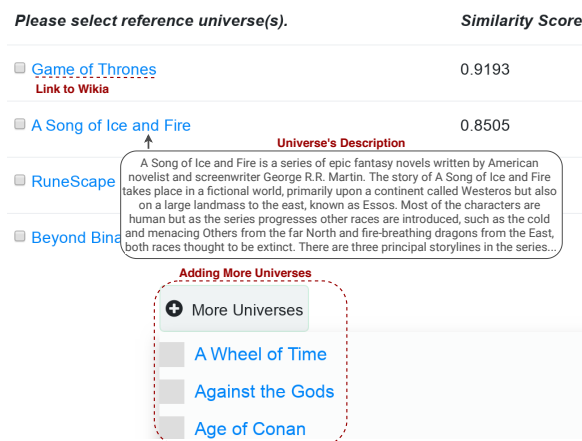 Please select reference universe(s). Similarity Score
Game of Thrones 0.9193
Link to Wikia
A Song of Ice and Fire 0.8505
Universe's Description
A Song of Ice and Fire is a series of epic fantasy novels written by American
novelist and screenwriter George R.R. Martin. The story of A Song of Ice and Fire
takes place in a fictional world, primarily upon a continent called Westeros but also
on a large landmass to the east, known as Essos. Most of the characters are
human but as the series progresses other races are introduced, such as the cold
and menacing Others from the far North and fire-breathing dragons from the East,
both races thought to be extinct. There are three principal storylines in the series...
RuneScape
Beyond Bina
Adding More Universes
More Universes
A Wheel of Time
Against the Gods
Age of Conan